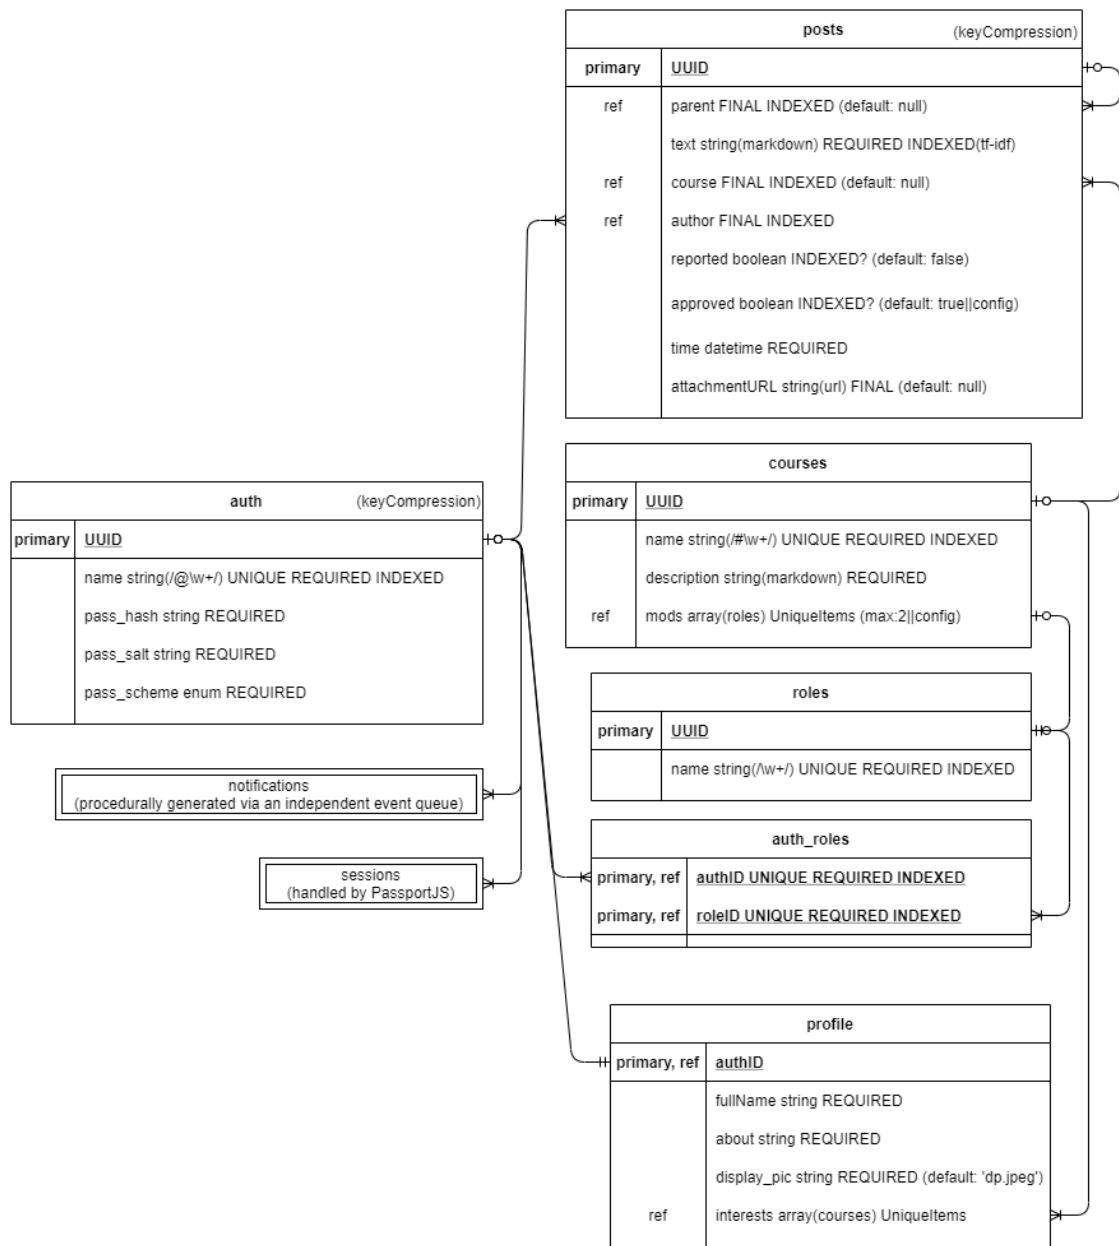 posts (keyCompression)
primary UUID
ref parent FINAL INDEXED (default: null)
text string(markdown) REQUIRED INDEXED(tf-idf)
ref course FINAL INDEXED (default: null)
ref author FINAL INDEXED
reported boolean INDEXED? (default: false)
approved boolean INDEXED? (default: true||config)
time datetime REQUIRED
attachmentURL string(url) FINAL (default: null)
auth (keyCompression)
primary UUID
name string(/@\w+/) UNIQUE REQUIRED INDEXED
pass_hash string REQUIRED
pass_salt string REQUIRED
pass_scheme enum REQUIRED
notifications
(procedurally generated via an independent event queue)
sessions
(handled by PassportJS)
courses
primary UUID
name string(/#\w+/) UNIQUE REQUIRED INDEXED
description string(markdown) REQUIRED
ref mods array(roles) UniqueItems (max:2||config)
roles
primary UUID
name string(/\w+/) UNIQUE REQUIRED INDEXED
auth_roles
primary, ref authID UNIQUE REQUIRED INDEXED
primary, ref roleID UNIQUE REQUIRED INDEXED
profile
primary, ref authID
fullName string REQUIRED
about string REQUIRED
display_pic string REQUIRED (default: 'dp.jpeg')
ref interests array(courses) UniqueItems